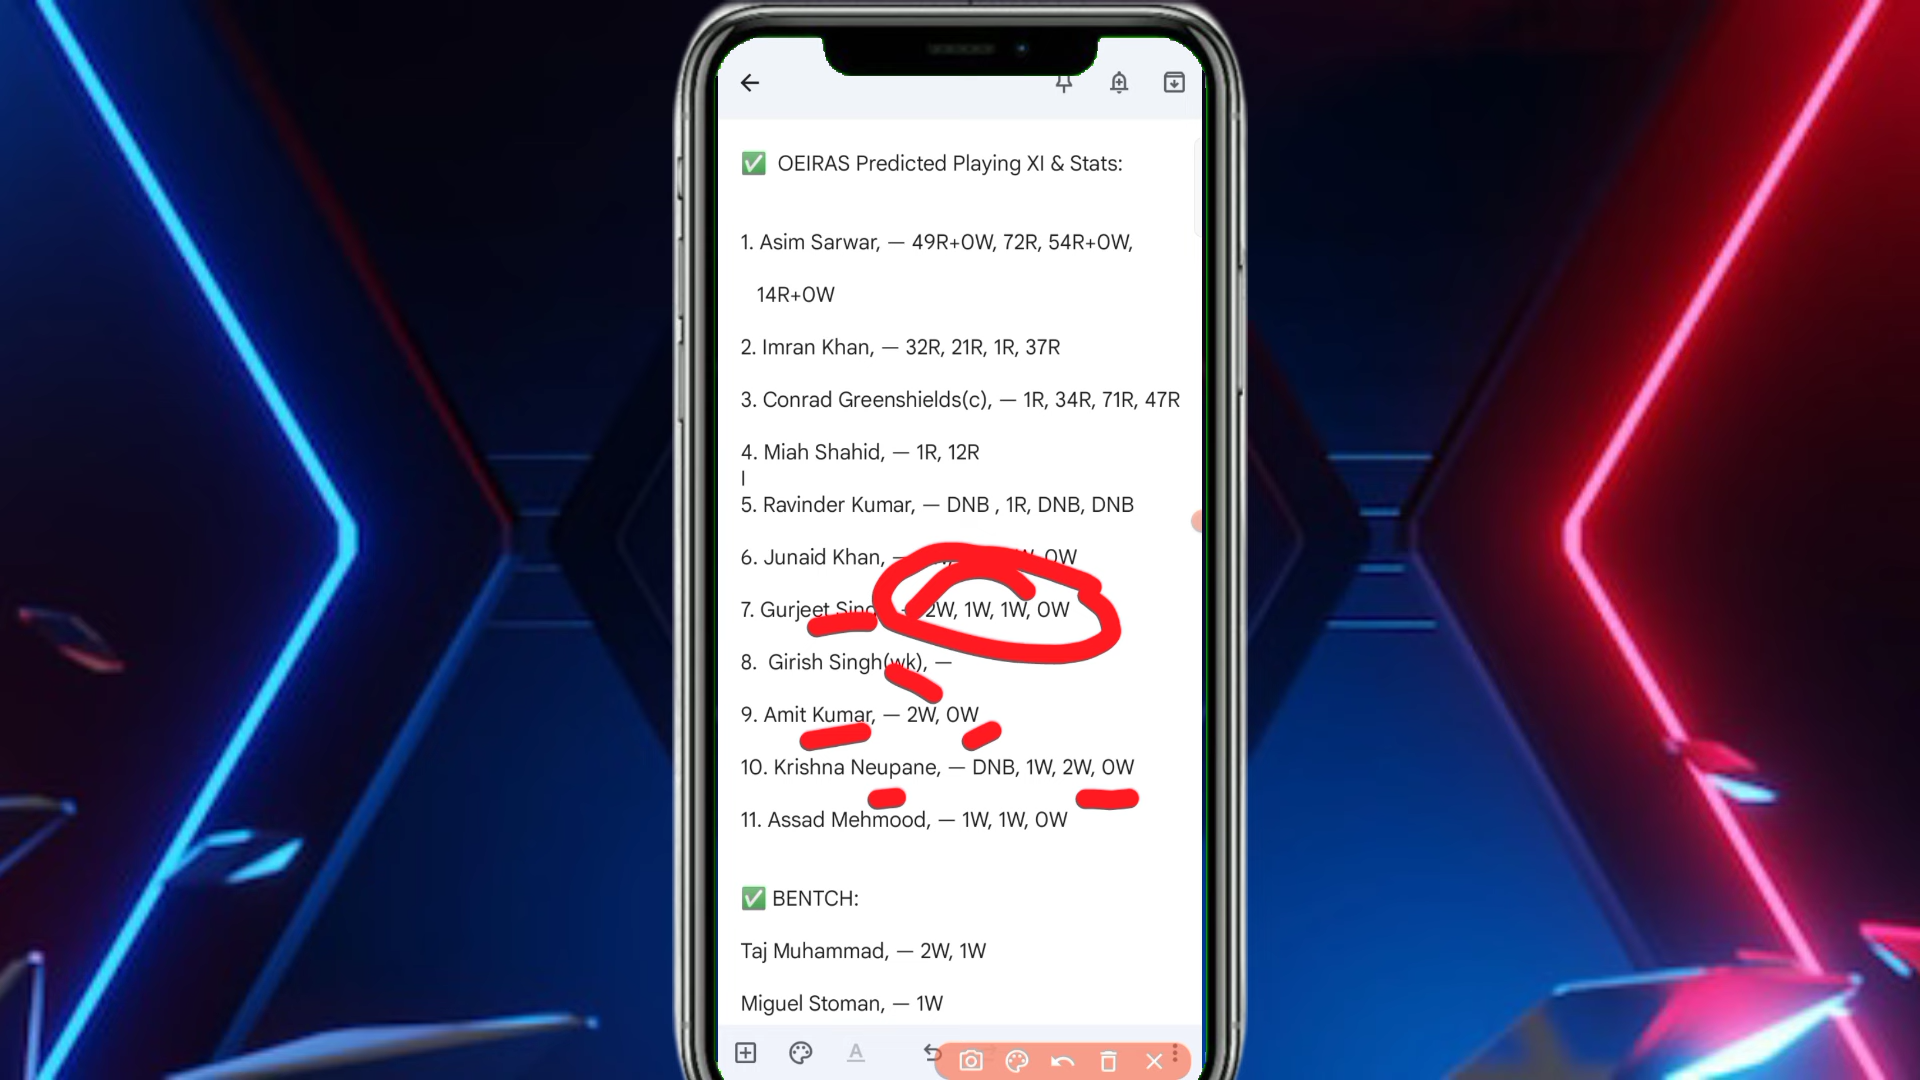 ✅ OEIRAS Predicted Playing XI & Stats:
1. Asim Sarwar, — 49R+0W, 72R, 54R+0W,
14R+0W
2. Imran Khan, — 32R, 21R, 1R, 37R
3. Conrad Greenshields(c), — 1R, 34R, 71R, 47R
4. Miah Shahid, — 1R, 12R
5. Ravinder Kumar, — DNB , 1R, DNB, DNB
6. Junaid Khan, — 0W
7. Gurjeet — 2W, 1W, 1W, 0W
8. Girish Singh(wk), —
9. Amit Kumar, — 2W, 0W
10. Krishna Neupane, — DNB, 1W, 2W, 0W
11. Assad Mehmood, — 1W, 1W, 0W
✅ BENTCH:
Taj Muhammad, — 2W, 1W
Miguel Stoman, — 1W
A